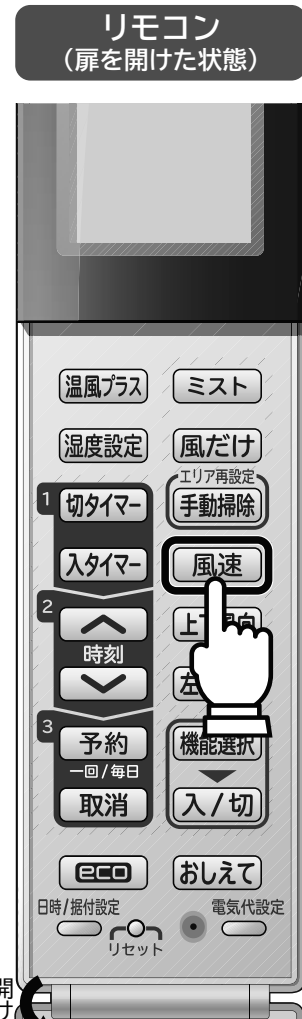 リモコン
（扉を開けた状態）
温風プラス
ミスト
湿度設定
風だけ
エリア再設定
1
切タイマー
手動掃除
入タイマー
風速
2
時刻
3
予約
機能選択
一回/毎日
取消
入/切
eco
おしえて
日時/据付設定
電気代設定
リセット
開
け